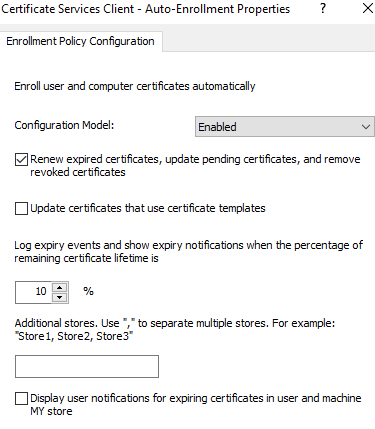 Certificate Services Client - Auto-Enrollment Properties ? ×
Enrollment Policy Configuration
Enroll user and computer certificates automatically
Configuration Model: Enabled
Renew expired certificates, update pending certificates, and remove
revoked certificates
Update certificates that use certificate templates
Log expiry events and show expiry notifications when the percentage of
remaining certificate lifetime is
10 %
Additional stores. Use "," to separate multiple stores. For example:
"Store1, Store2, Store3"
Display user notifications for expiring certificates in user and machine
MY store